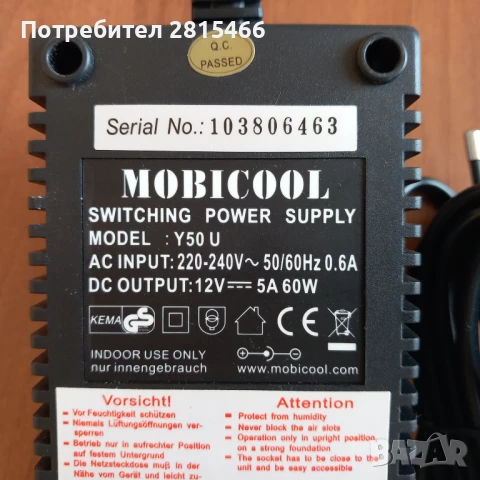 Потребител 2815466
Q.C.
PASSED
Serial No.: 103806463
MOBICOOL
SWITCHING POWER SUPPLY
MODEL : Y50 U
AC INPUT: 220-240V~ 50/60Hz 0.6A
DC OUTPUT: 12V⎓ 5A 60W
KEMA GS CE
INDOOR USE ONLY
nur innengebrauch
www.mobicool.com
Vorsicht!
– Vor Feuchtigkeit schützen
– Niemals Lüftungsöffnungen ver-
sperren
– Betrieb nur in aufrechter Position
auf festem Untergrund
– Die Netzsteckdose muß in der
Nähe vom Gerät und leicht zu-
Attention
– Protect from humidity
– Never block the air slots
– Operation only in upright position
on a strong foundation
– The socket has to be close to the
unit and be easy accessible
BAZAR